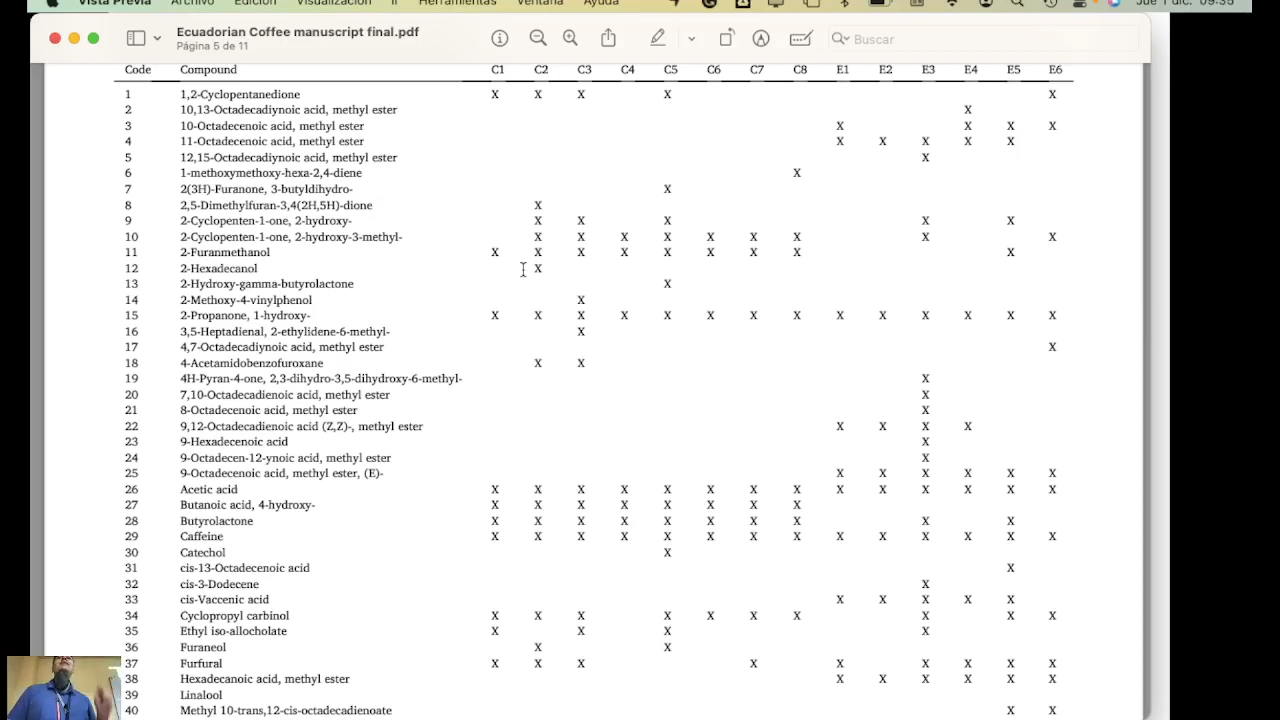 Vista Previa Archivo Edición Visualización Ir Herramientas Ventana Ayuda Jue 1 dic. 09:35
Ecuadorian Coffee manuscript final.pdf
Página 5 de 11
Buscar
Code Compound C1 C2 C3 C4 C5 C6 C7 C8 E1 E2 E3 E4 E5 E6
1 1,2-Cyclopentanedione X X X X X
2 10,13-Octadecadiynoic acid, methyl ester X
3 10-Octadecenoic acid, methyl ester X X X X
4 11-Octadecenoic acid, methyl ester X X X X X
5 12,15-Octadecadiynoic acid, methyl ester X
6 1-methoxymethoxy-hexa-2,4-diene X
7 2(3H)-Furanone, 3-butyldihydro- X
8 2,5-Dimethylfuran-3,4(2H,5H)-dione X
9 2-Cyclopenten-1-one, 2-hydroxy- X X X X X
10 2-Cyclopenten-1-one, 2-hydroxy-3-methyl- X X X X X X X X X
11 2-Furanmethanol X X X X X X X X X
12 2-Hexadecanol X
13 2-Hydroxy-gamma-butyrolactone X
14 2-Methoxy-4-vinylphenol X
15 2-Propanone, 1-hydroxy- X X X X X X X X X X X X X X
16 3,5-Heptadienal, 2-ethylidene-6-methyl- X
17 4,7-Octadecadiynoic acid, methyl ester X
18 4-Acetamidobenzofuroxane X X
19 4H-Pyran-4-one, 2,3-dihydro-3,5-dihydroxy-6-methyl- X
20 7,10-Octadecadienoic acid, methyl ester X
21 8-Octadecenoic acid, methyl ester X
22 9,12-Octadecadienoic acid (Z,Z)-, methyl ester X X X X
23 9-Hexadecenoic acid X
24 9-Octadecen-12-ynoic acid, methyl ester X
25 9-Octadecenoic acid, methyl ester, (E)- X X X X X X
26 Acetic acid X X X X X X X X X X X X X X
27 Butanoic acid, 4-hydroxy- X X X X X X X X
28 Butyrolactone X X X X X X X X X X
29 Caffeine X X X X X X X X X X X X X X
30 Catechol X
31 cis-13-Octadecenoic acid X
32 cis-3-Dodecene X
33 cis-Vaccenic acid X X X X X
34 Cyclopropyl carbinol X X X X X X X X X X
35 Ethyl iso-allocholate X X X X
36 Furaneol X X
37 Furfural X X X X X X X X X
38 Hexadecanoic acid, methyl ester X X X X X X
39 Linalool
40 Methyl 10-trans,12-cis-octadecadienoate X X